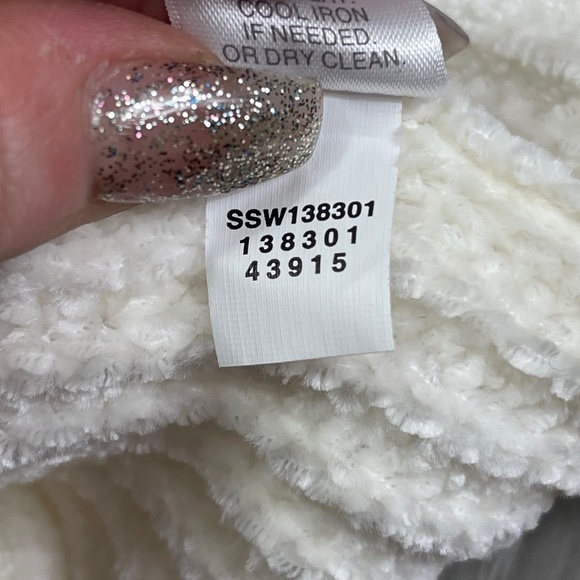 COOL IRON
IF NEEDED
OR DRY CLEAN.
SSW138301
138301
43915